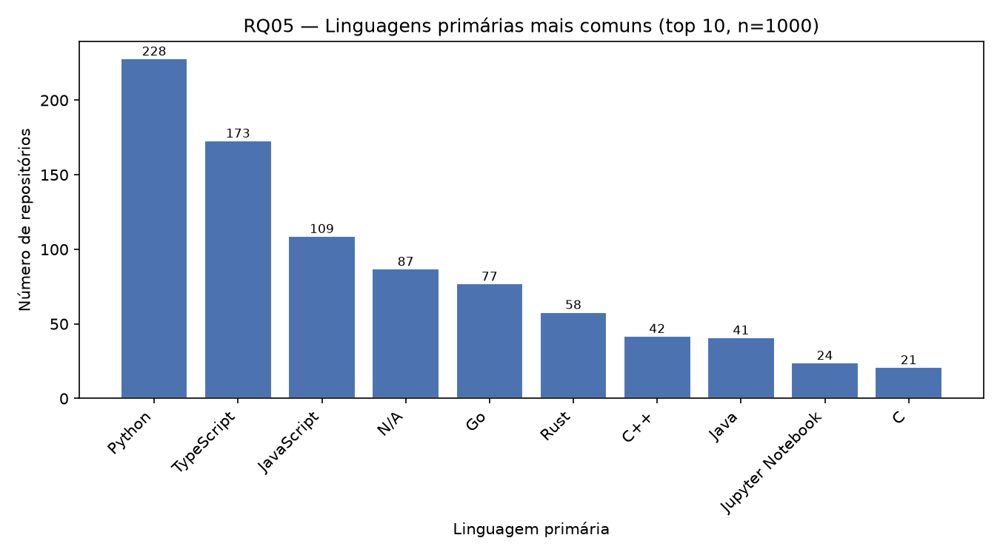 RQ05 — Linguagens primárias mais comuns (top 10, n=1000)
Número de repositórios
200
150
100
50
0
228
173
109
87
77
58
42
41
24
21
Python
TypeScript
JavaScript
N/A
Go
Rust
C++
Java
Jupyter Notebook
C
Linguagem primária